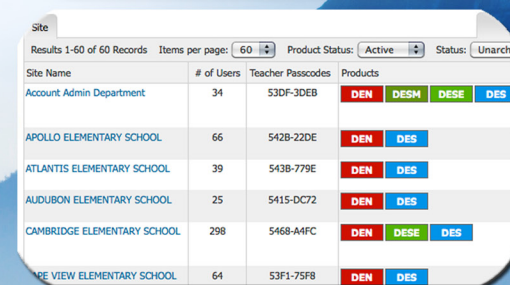 Site
Results 1-60 of 60 Records Items per page: 60 Product Status: Active Status: Unarch
Site Name # of Users Teacher Passcodes Products
Account Admin Department 34 53DF-3DEB DEN DESM DESE DES
APOLLO ELEMENTARY SCHOOL 66 542B-22DE DEN DES
ATLANTIS ELEMENTARY SCHOOL 39 543B-779E DEN DES
AUDUBON ELEMENTARY SCHOOL 25 5415-DC72 DEN DES
CAMBRIDGE ELEMENTARY SCHOOL 298 5468-A4FC DEN DESE DES
APE VIEW ELEMENTARY SCHOOL 64 53F1-75F8 DEN DES